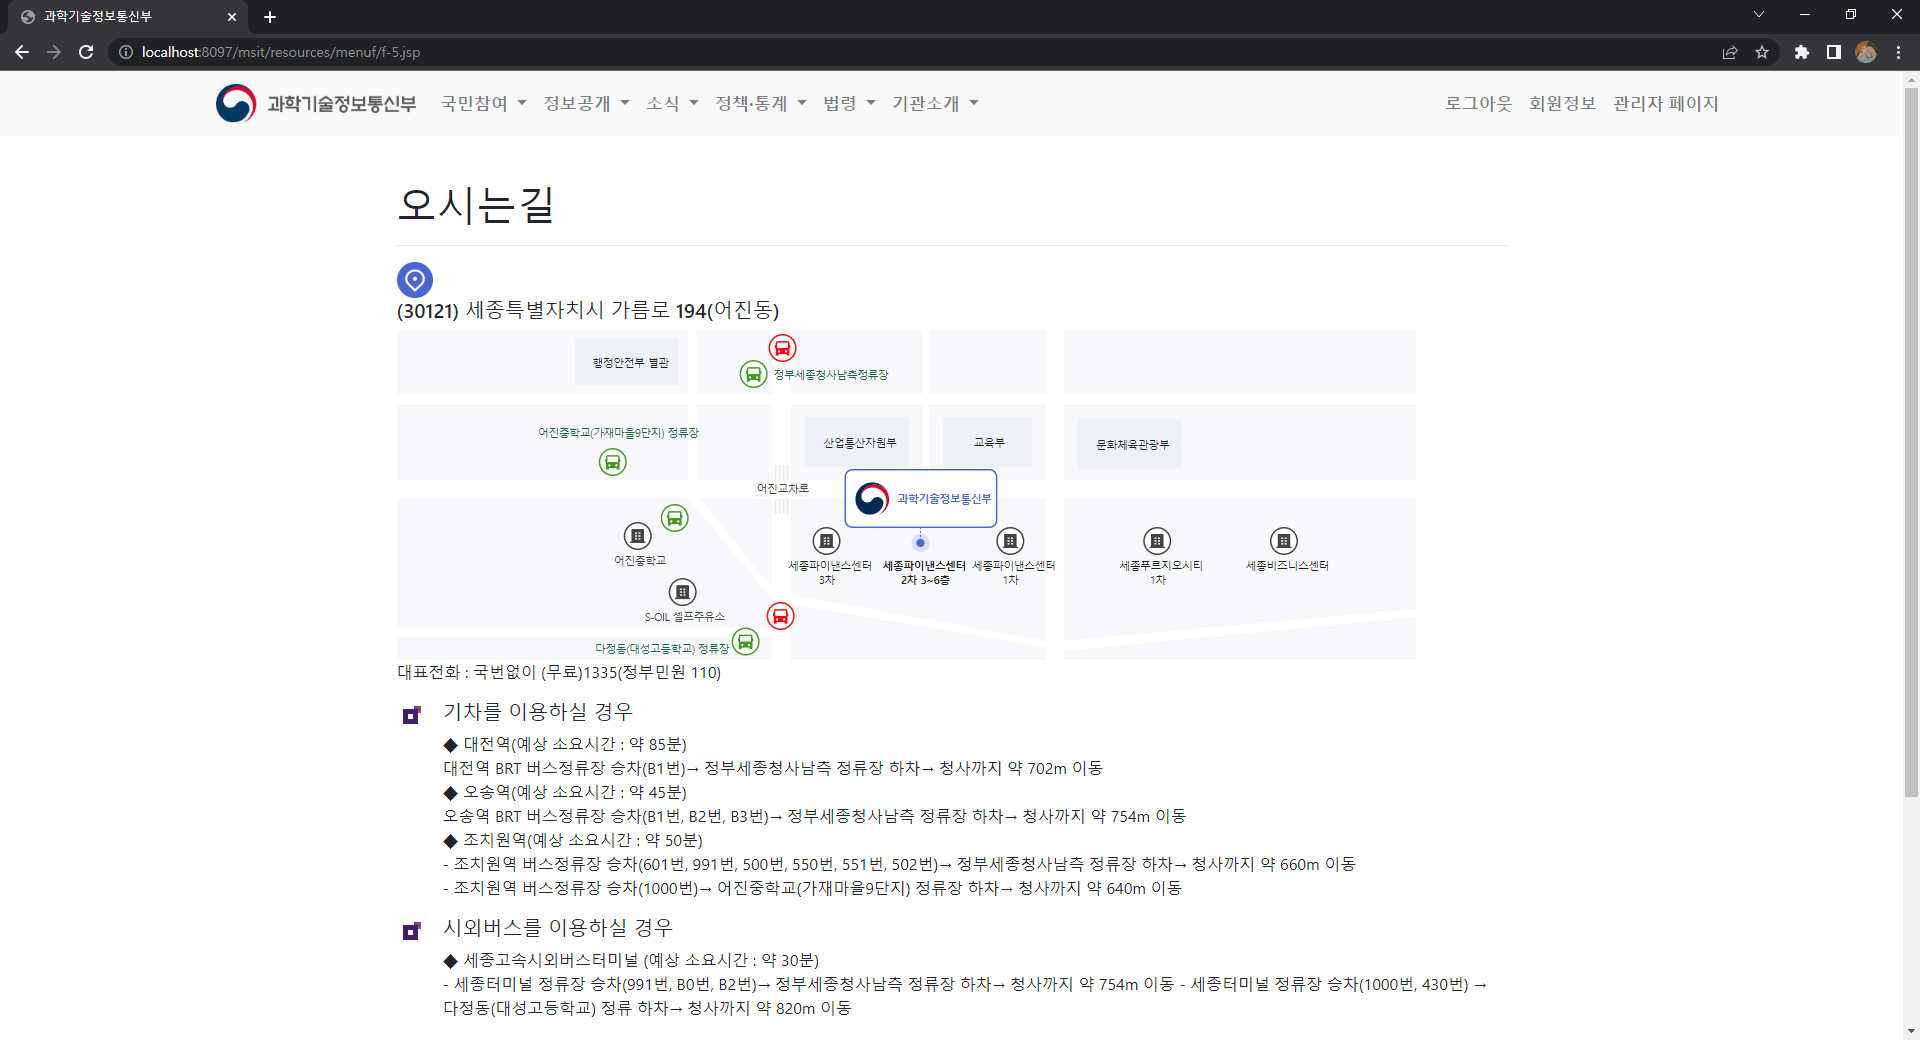 과학기술정보통신부
localhost:8097/msit/resources/menuf/f-5.jsp
과학기술정보통신부 국민참여 정보공개 소식 정책·통계 법령 기관소개 로그아웃 회원정보 관리자 페이지
오시는길
(30121) 세종특별자치시 가름로 194(어진동)
행정안전부 별관
정부세종청사남측정류장
어진중학교(가재마을9단지) 정류장
산업통산자원부
교육부
문화체육관광부
어진교차로
과학기술정보통신부
어진중학교
세종파이낸스센터
3차
세종파이낸스센터
2차 3~6층
세종파이낸스센터
1차
세종푸르지오시티
1차
세종비즈니스센터
S-OIL 셀프주유소
다정동(대성고등학교) 정류장
대표전화 : 국번없이 (무료)1335(정부민원 110)
기차를 이용하실 경우
◆ 대전역(예상 소요시간 : 약 85분)
대전역 BRT 버스정류장 승차(B1번)→ 정부세종청사남측 정류장 하차→ 청사까지 약 702m 이동
◆ 오송역(예상 소요시간 : 약 45분)
오송역 BRT 버스정류장 승차(B1번, B2번, B3번)→ 정부세종청사남측 정류장 하차→ 청사까지 약 754m 이동
◆ 조치원역(예상 소요시간 : 약 50분)
- 조치원역 버스정류장 승차(601번, 991번, 500번, 550번, 551번, 502번)→ 정부세종청사남측 정류장 하차→ 청사까지 약 660m 이동
- 조치원역 버스정류장 승차(1000번)→ 어진중학교(가재마을9단지) 정류장 하차→ 청사까지 약 640m 이동
시외버스를 이용하실 경우
◆ 세종고속시외버스터미널 (예상 소요시간 : 약 30분)
- 세종터미널 정류장 승차(991번, B0번, B2번)→ 정부세종청사남측 정류장 하차→ 청사까지 약 754m 이동 - 세종터미널 정류장 승차(1000번, 430번) →
다정동(대성고등학교) 정류 하차→ 청사까지 약 820m 이동